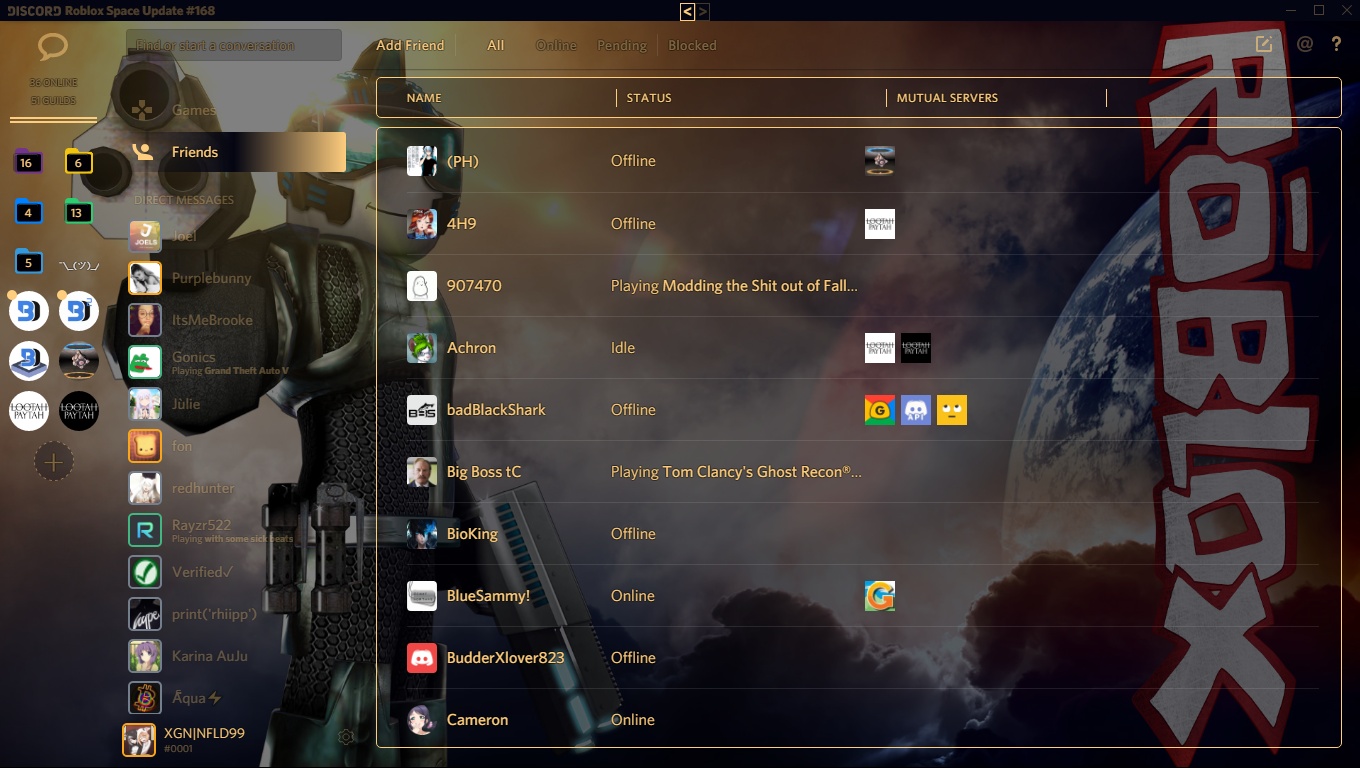 DISCORD Roblox Space Update #168
< >
Find or start a conversation
Add Friend All Online Pending Blocked
@ ?
36 ONLINE
51 GUILDS
Games
Friends
DIRECT MESSAGES
16 6
4 13
5 ¯\_(ツ)_/
JOELS
Joel
Purplebunny
ItsMeBrooke
Gonics
Playing Grand Theft Auto V
Julie
fon
redhunter
R
Rayzr522
Playing with some sick beats
Verified✓
print('rhiipp')
Karina AuJu
Āqua⚡
XGN|NFLD99
#0001
LOOTAH PAYTAH
LOOTAH PAYTAH
NAME STATUS MUTUAL SERVERS
(PH) Offline
4H9 Offline
LOOTAH PAYTAH
907470 Playing Modding the Shit out of Fall...
Achron Idle
LOOTAH PAYTAH
LOOTAH PAYTAH
badBlackShark Offline
G
API
Big Boss tC Playing Tom Clancy's Ghost Recon®...
BioKing Offline
BlueSammy! Online
G
BudderXlover823 Offline
Cameron Online
ROBLOX